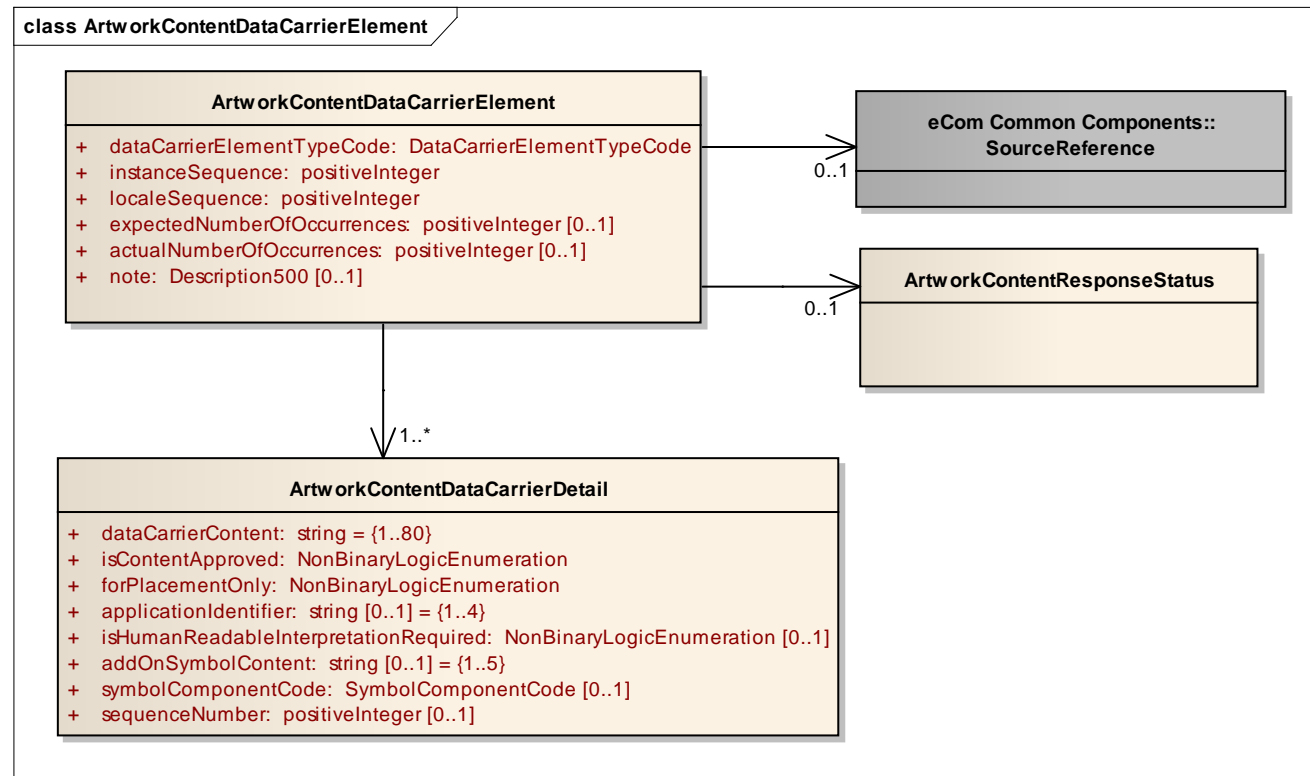 class ArtworkContentDataCarrierElement
ArtworkContentDataCarrierElement
+ dataCarrierElementTypeCode: DataCarrierElementTypeCode
+ instanceSequence: positiveInteger
+ localeSequence: positiveInteger
+ expectedNumberOfOccurrences: positiveInteger [0..1]
+ actualNumberOfOccurrences: positiveInteger [0..1]
+ note: Description500 [0..1]
0..1
eCom Common Components::
SourceReference
0..1
ArtworkContentResponseStatus
1..*
ArtworkContentDataCarrierDetail
+ dataCarrierContent: string = {1..80}
+ isContentApproved: NonBinaryLogicEnumeration
+ forPlacementOnly: NonBinaryLogicEnumeration
+ applicationIdentifier: string [0..1] = {1..4}
+ isHumanReadableInterpretationRequired: NonBinaryLogicEnumeration [0..1]
+ addOnSymbolContent: string [0..1] = {1..5}
+ symbolComponentCode: SymbolComponentCode [0..1]
+ sequenceNumber: positiveInteger [0..1]